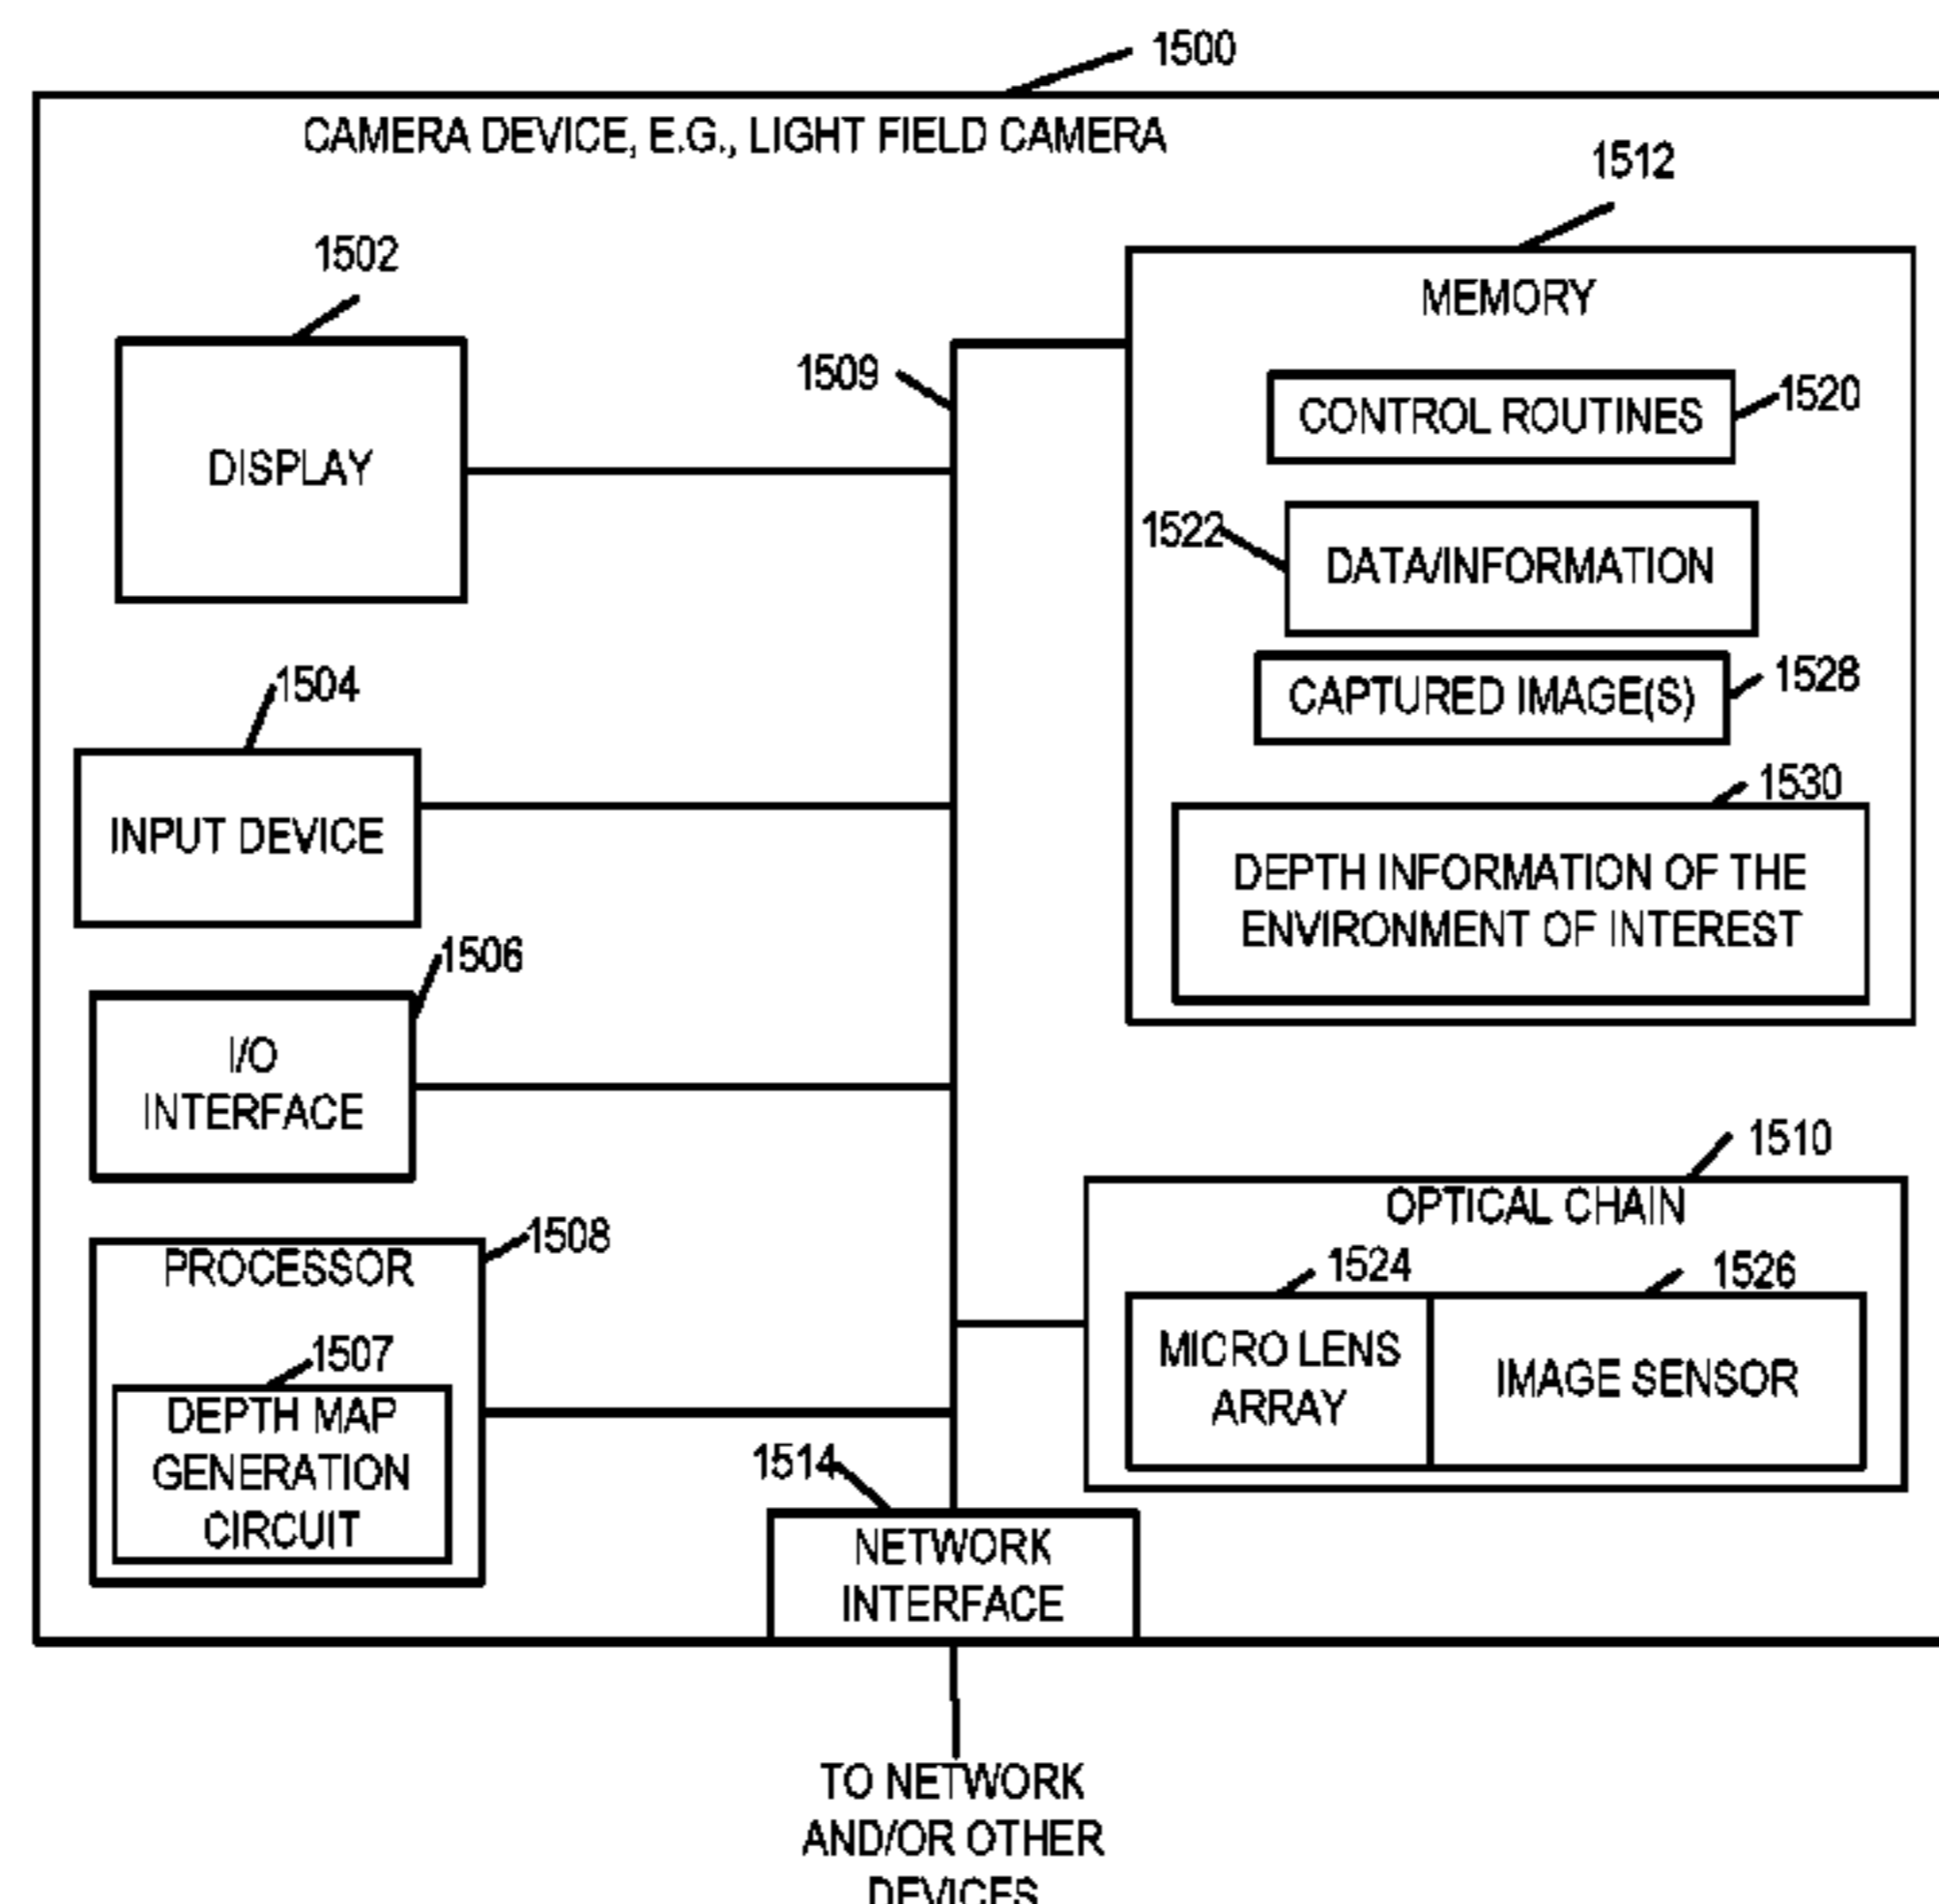 1500
CAMERA DEVICE, E.G., LIGHT FIELD CAMERA
1502
DISPLAY
1504
INPUT DEVICE
1506
I/O
INTERFACE
1508
PROCESSOR
1507
DEPTH MAP
GENERATION
CIRCUIT
1509
1512
MEMORY
CONTROL ROUTINES
1520
1522
DATA/INFORMATION
CAPTURED IMAGE(S)
1528
1530
DEPTH INFORMATION OF THE
ENVIRONMENT OF INTEREST
1510
OPTICAL CHAIN
1524
MICRO LENS
ARRAY
1526
IMAGE SENSOR
1514
NETWORK
INTERFACE
TO NETWORK
AND/OR OTHER
DEVICES